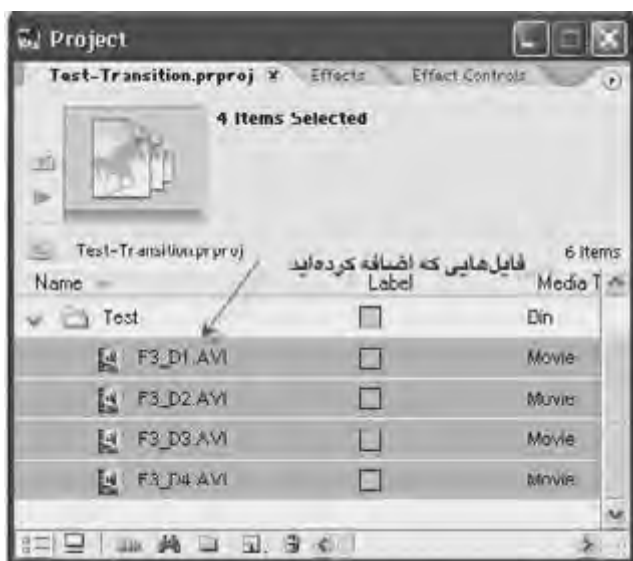 Project
Test-Transition.prproj × Effects Effect Controls
4 Items Selected
Test-Transition.prproj
6 Items
فایل‌هایی که اضافه کرده‌اید
Name Label Media T
Test Bin
F3_D1.AVI Movie
F3_D2.AVI Movie
F3_D3.AVI Movie
F3_D4.AVI Movie